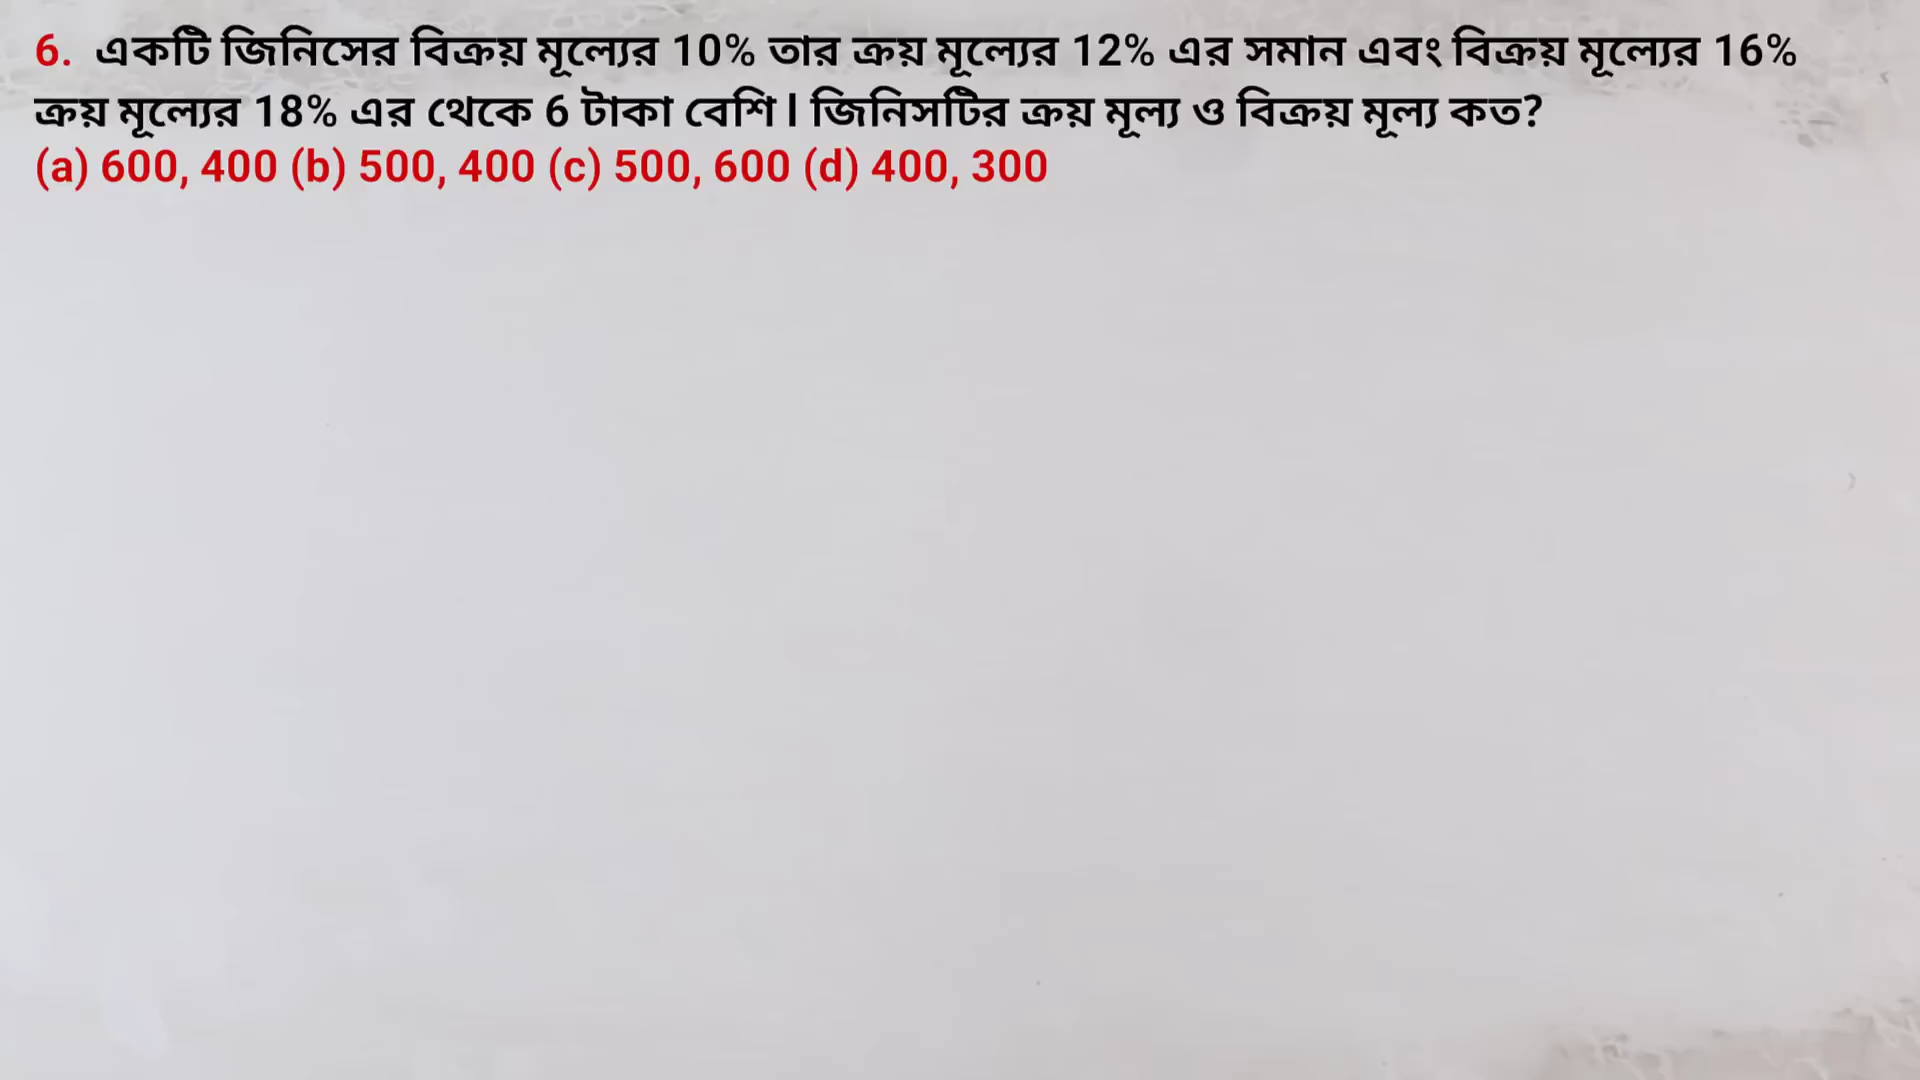 6. একটি জিনিসের বিক্রয় মূল্যের 10% তার ক্রয় মূল্যের 12% এর সমান এবং বিক্রয় মূল্যের 16%
ক্রয় মূল্যের 18% এর থেকে 6 টাকা বেশি। জিনিসটির ক্রয় মূল্য ও বিক্রয় মূল্য কত?
(a) 600, 400 (b) 500, 400 (c) 500, 600 (d) 400, 300